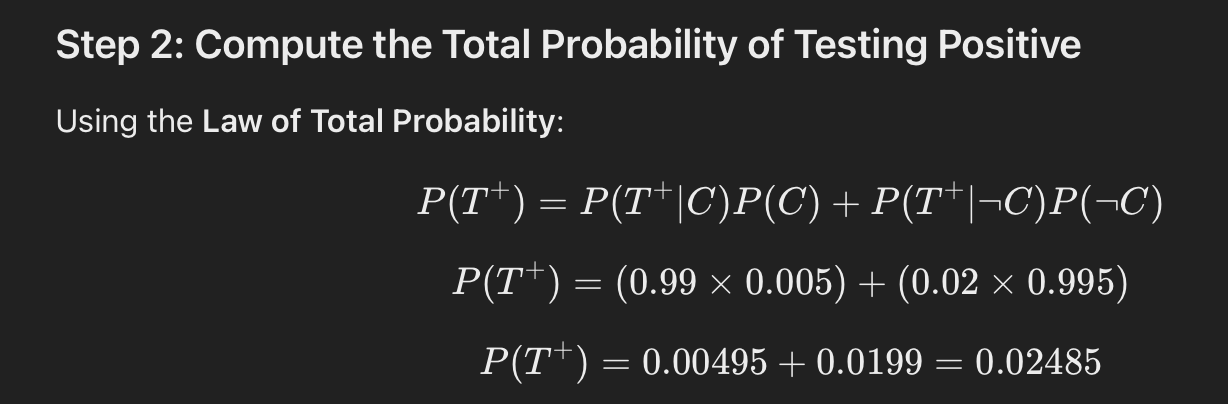 Step 2: Compute the Total Probability of Testing Positive
Using the Law of Total Probability:
P(T⁺) = P(T⁺|C)P(C) + P(T⁺|¬C)P(¬C)
P(T⁺) = (0.99 × 0.005) + (0.02 × 0.995)
P(T⁺) = 0.00495 + 0.0199 = 0.02485